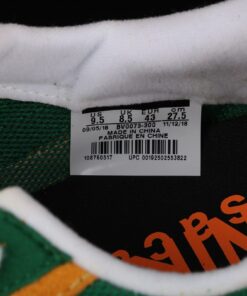 US UK EUR cm
9.5 8.5 43 27.5
09/05/18 BV0073-300 11/12/18
MADE IN CHINA
FABRIQUE EN CHINE
UPC 00192502553822
sacai